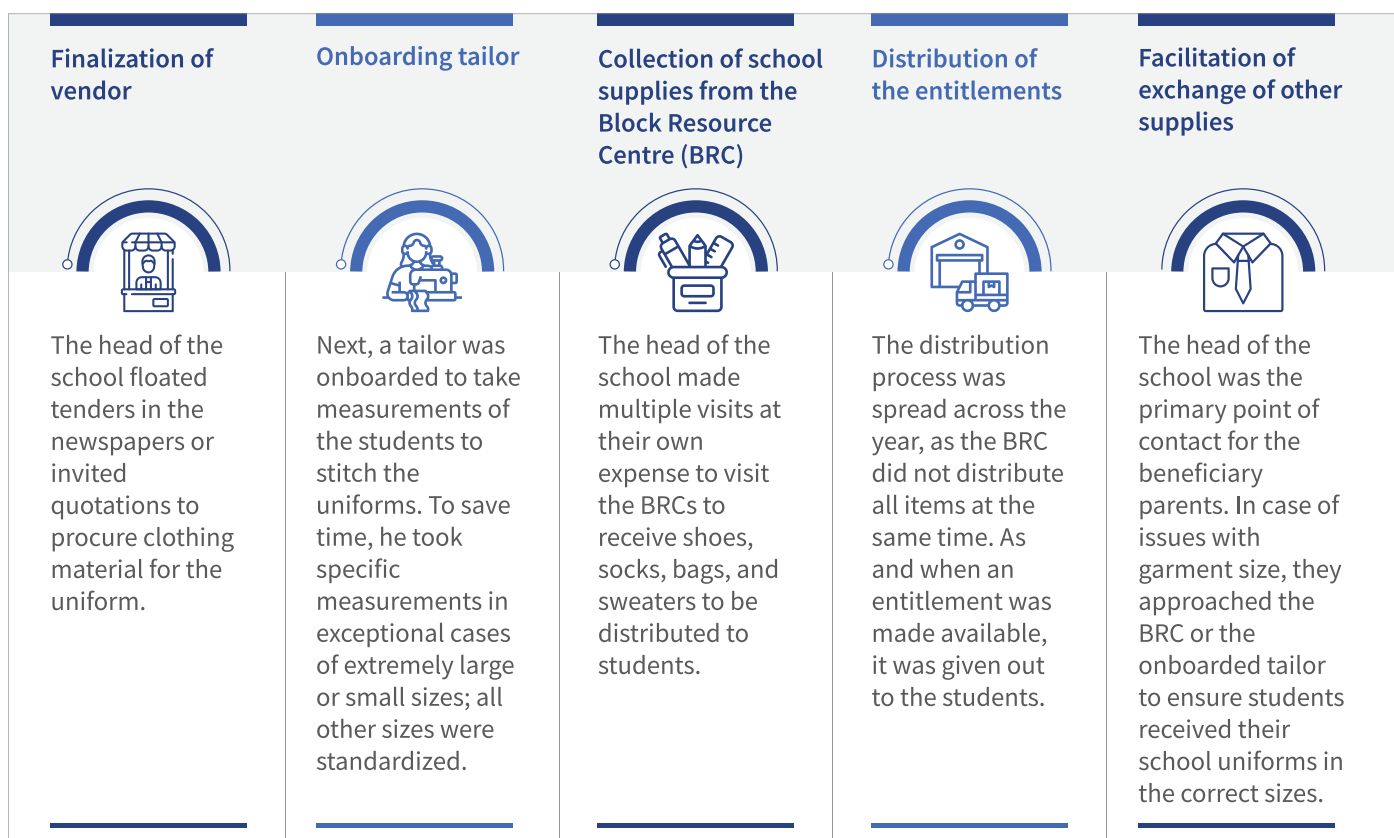 Finalization of
vendor
The head of the
school floated
tenders in the
newspapers or
invited
quotations to
procure clothing
material for the
uniform.
Onboarding tailor
Next, a tailor was
onboarded to take
measurements of
the students to
stitch the
uniforms. To save
time, he took
specific
measurements in
exceptional cases
of extremely large
or small sizes; all
other sizes were
standardized.
Collection of school
supplies from the
Block Resource
Centre (BRC)
The head of the
school made
multiple visits at
their own
expense to visit
the BRCs to
receive shoes,
socks, bags, and
sweaters to be
distributed to
students.
Distribution of
the entitlements
The distribution
process was
spread across the
year, as the BRC
did not distribute
all items at the
same time. As
and when an
entitlement was
made available,
it was given out
to the students.
Facilitation of
exchange of other
supplies
The head of the
school was the
primary point of
contact for the
beneficiary
parents. In case of
issues with
garment size, they
approached the
BRC or the
onboarded tailor
to ensure students
received their
school uniforms in
the correct sizes.